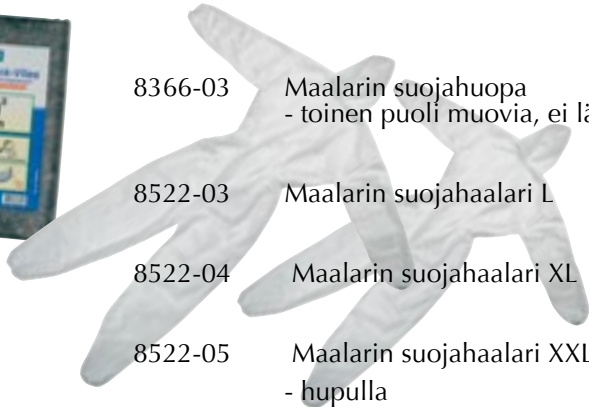 8366-03 Maalarin suojahuopa
- toinen puoli muovia, ei
8522-03 Maalarin suojahaalari L
8522-04 Maalarin suojahaalari XL
8522-05 Maalarin suojahaalari XXL
- hupulla